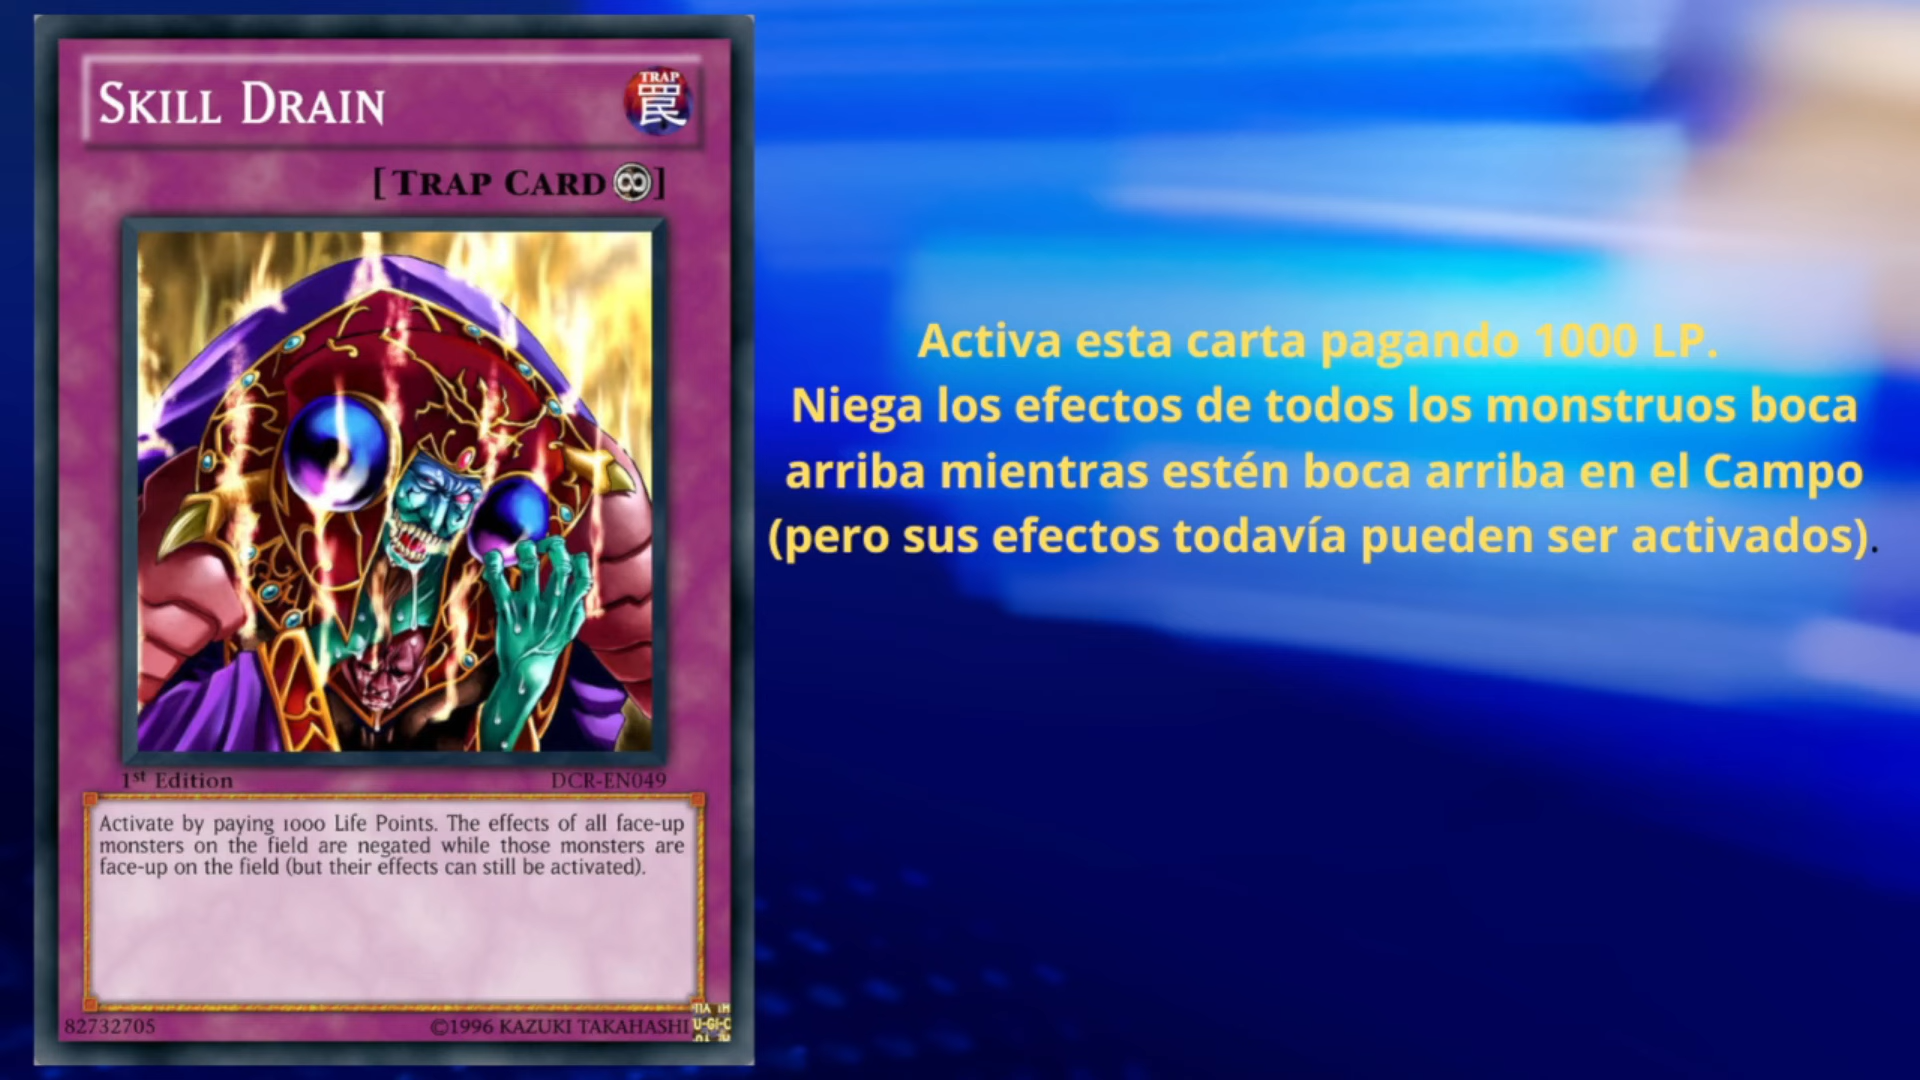 SKILL DRAIN
TRAP
罠
[TRAP CARD]
1st Edition
DCR-EN049
Activate by paying 1000 Life Points. The effects of all face-up
monsters on the field are negated while those monsters are
face-up on the field (but their effects can still be activated).
82732705
©1996 KAZUKI TAKAHASHI
Activa esta carta pagando 1000 LP.
Niega los efectos de todos los monstruos boca
arriba mientras estén boca arriba en el Campo
(pero sus efectos todavía pueden ser activados).